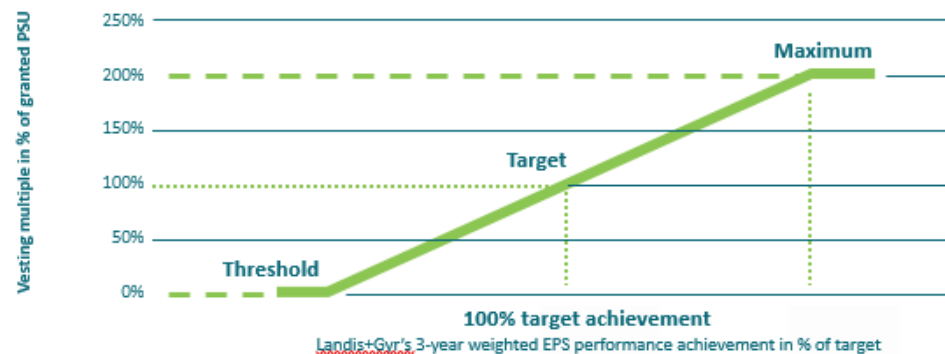 Vesting multiple in % of granted PSU
250%
Maximum
200%
150%
Target
100%
50%
Threshold
0%
100% target achievement
Landis+Gyr's 3-year weighted EPS performance achievement in % of target